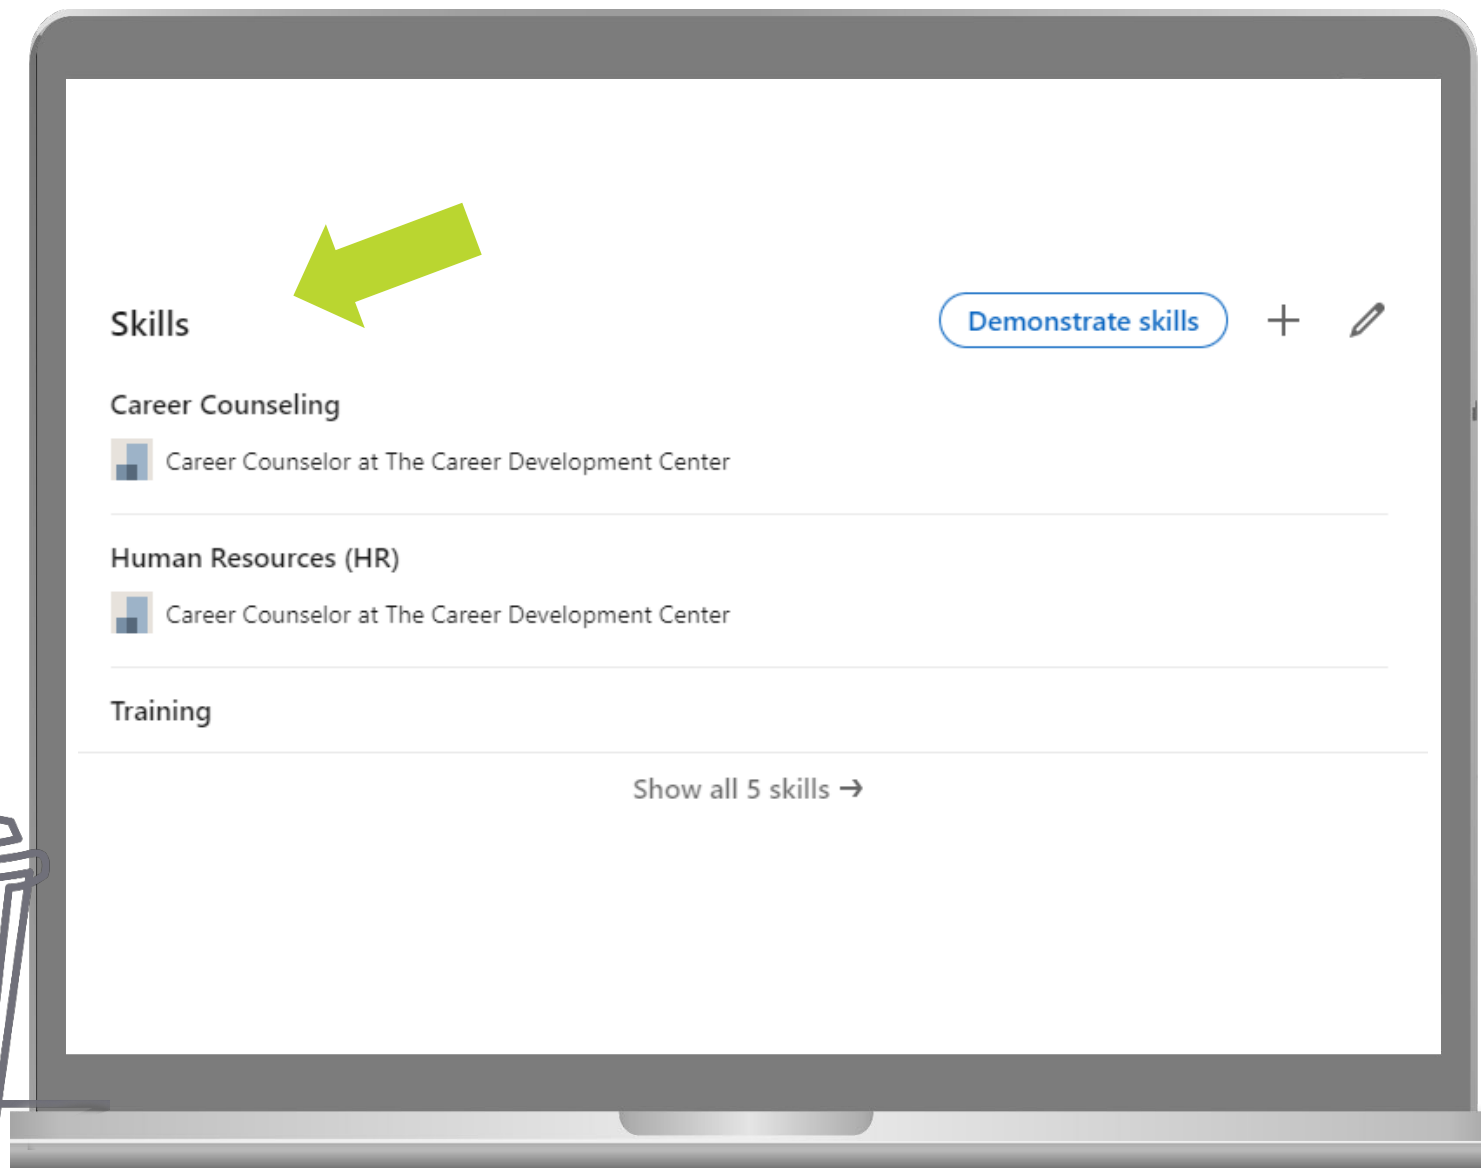 Skills
Demonstrate skills
Career Counseling
Career Counselor at The Career Development Center
Human Resources (HR)
Career Counselor at The Career Development Center
Training
Show all 5 skills →